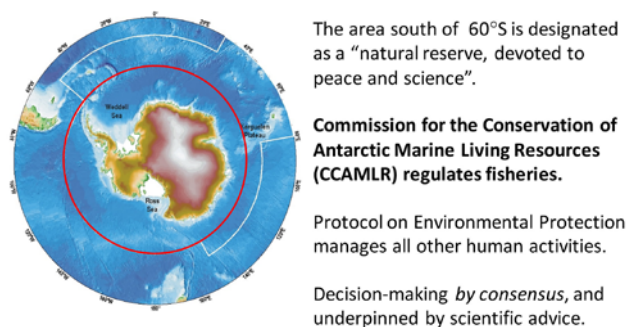 Weddell
Sea
Kerguelen
Plateau
Ross
Sea
The area south of 60°S is designated
as a “natural reserve, devoted to
peace and science”.
Commission for the Conservation of
Antarctic Marine Living Resources
(CCAMLR) regulates fisheries.
Protocol on Environmental Protection
manages all other human activities.
Decision-making by consensus, and
underpinned by scientific advice.